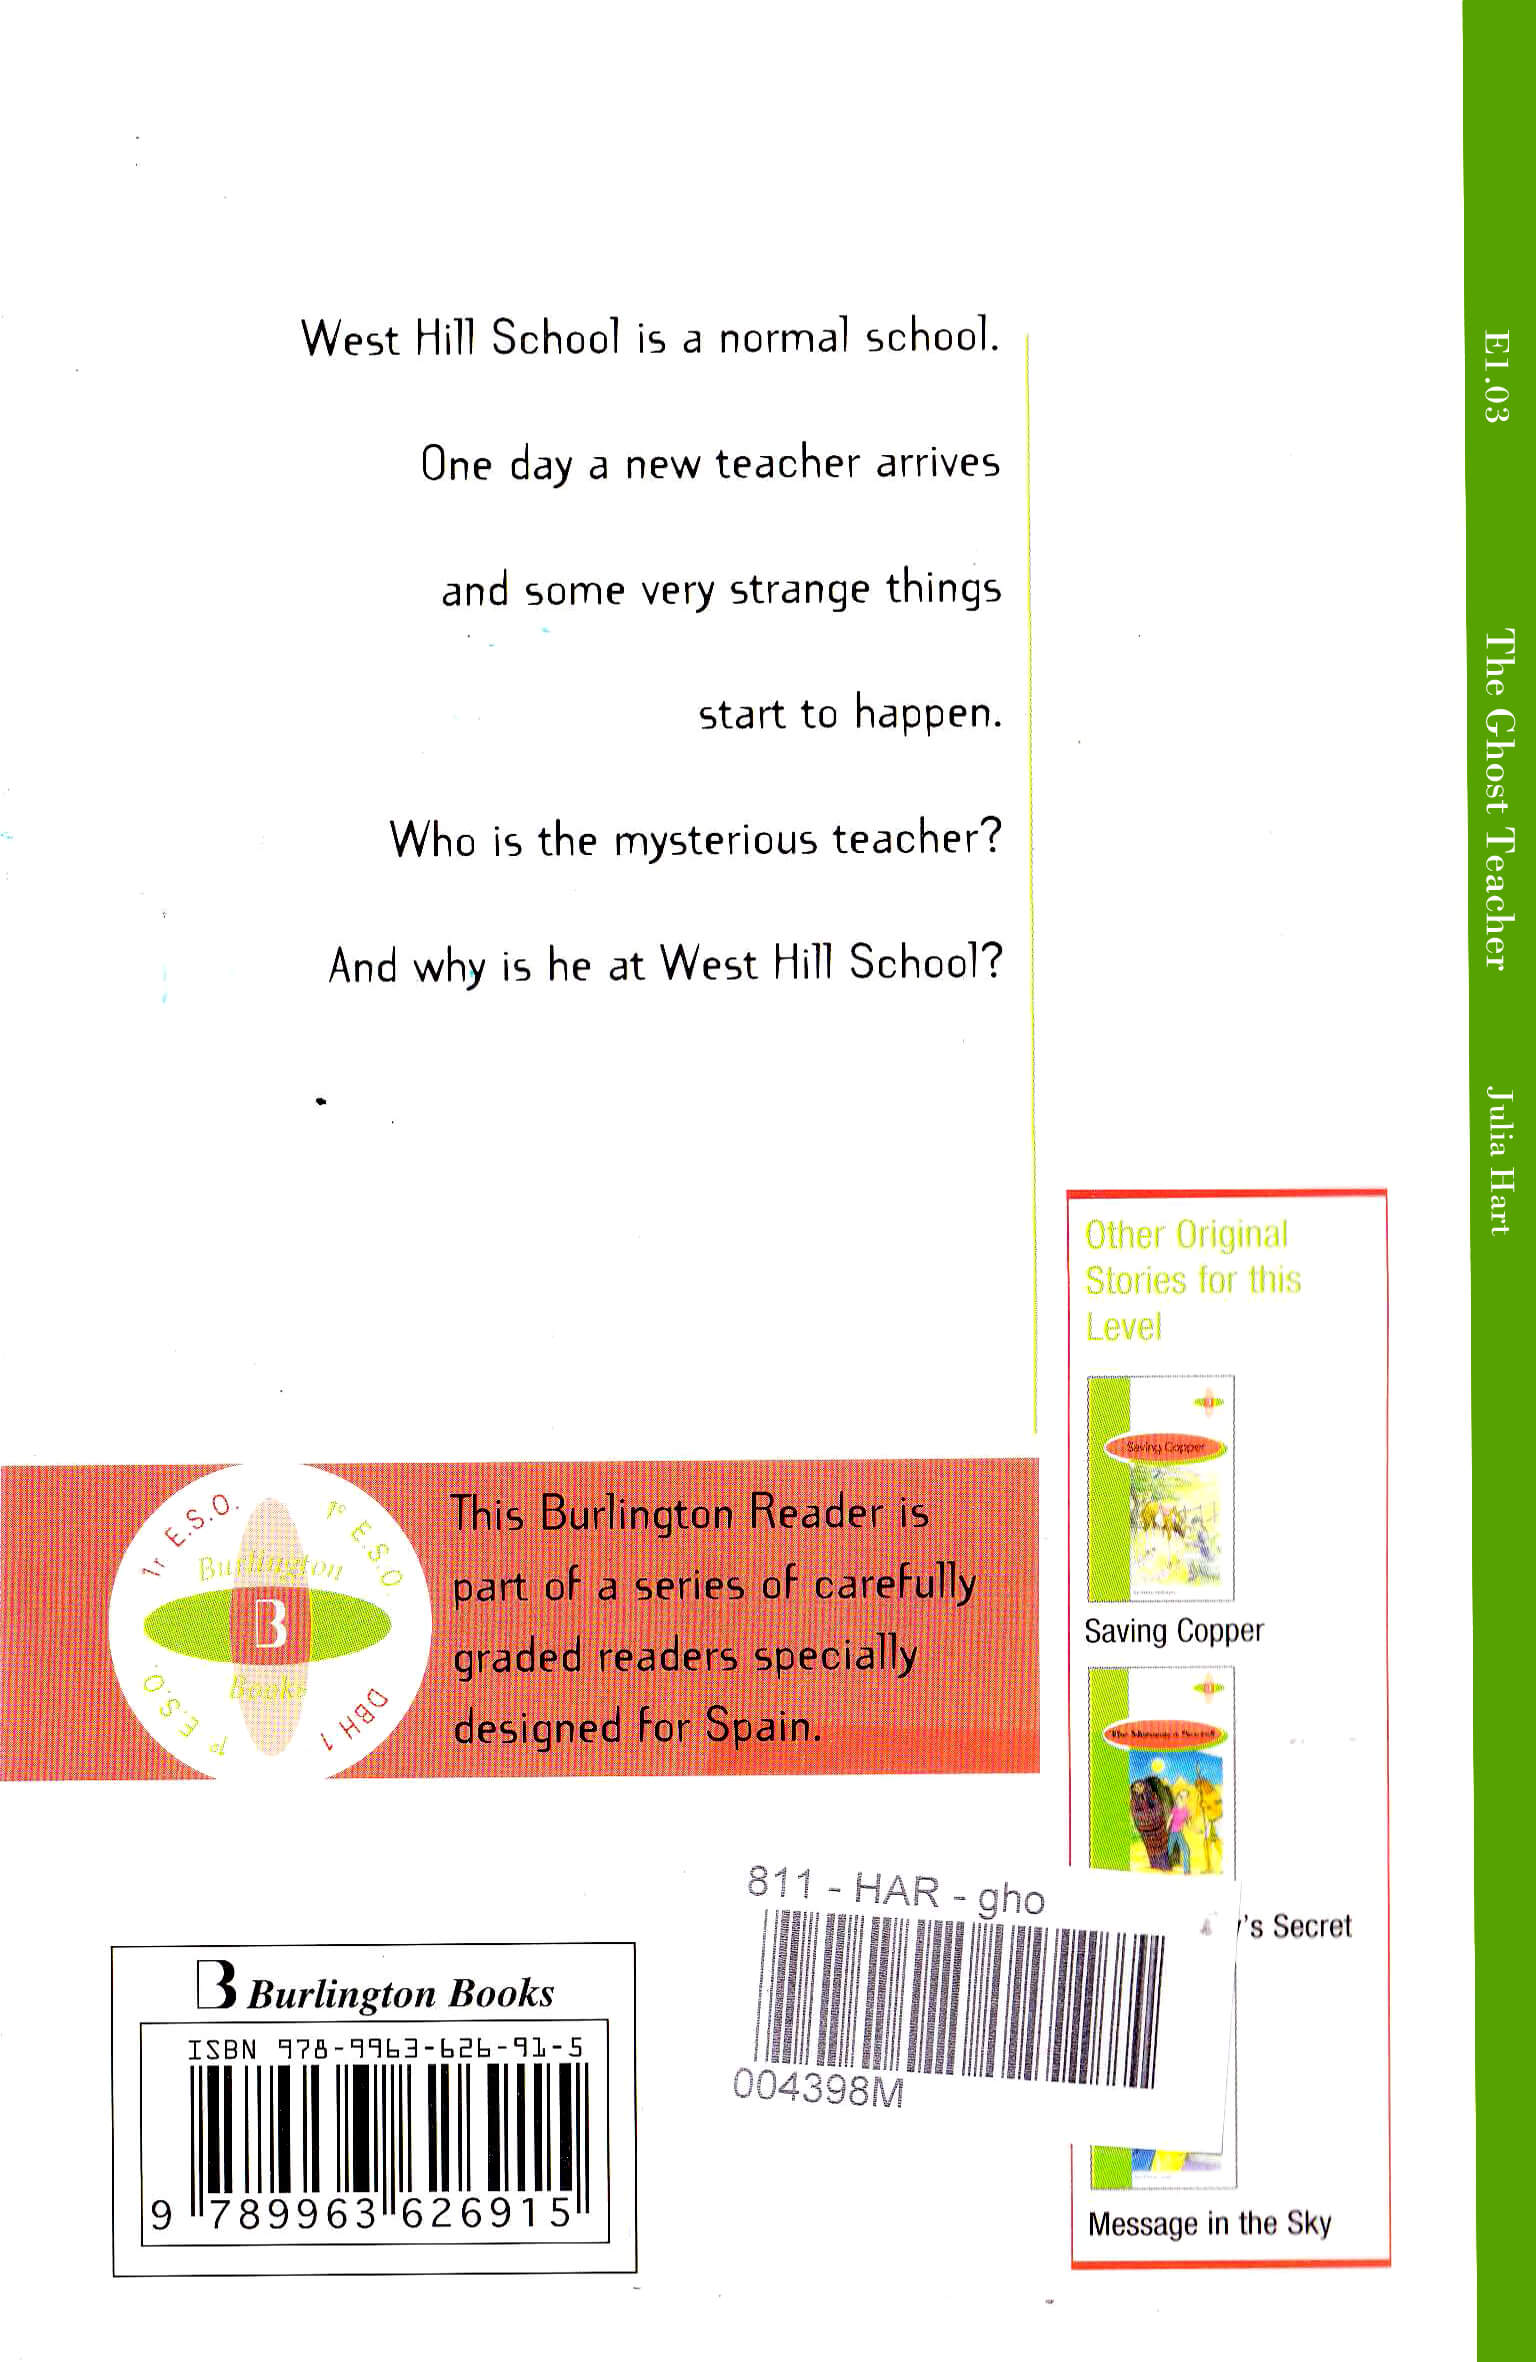 West Hill School is a normal school.
One day a new teacher arrives
and some very strange things
start to happen.
Who is the mysterious teacher?
And why is he at West Hill School?
E1.03
The Ghost Teacher
Julia Hart
Other Original
Stories for this
Level
Saving Copper
Saving Copper
The Mummy's Secret
's Secret
Message in the Sky
1r E.S.O.
1º E.S.O.
Burlington
B
Books
1º E.S.O.
DBH 1
This Burlington Reader is
part of a series of carefully
graded readers specially
designed for Spain.
811 - HAR - gho
004398M
B Burlington Books
ISBN 978-9963-626-91-5
9 789963 626915